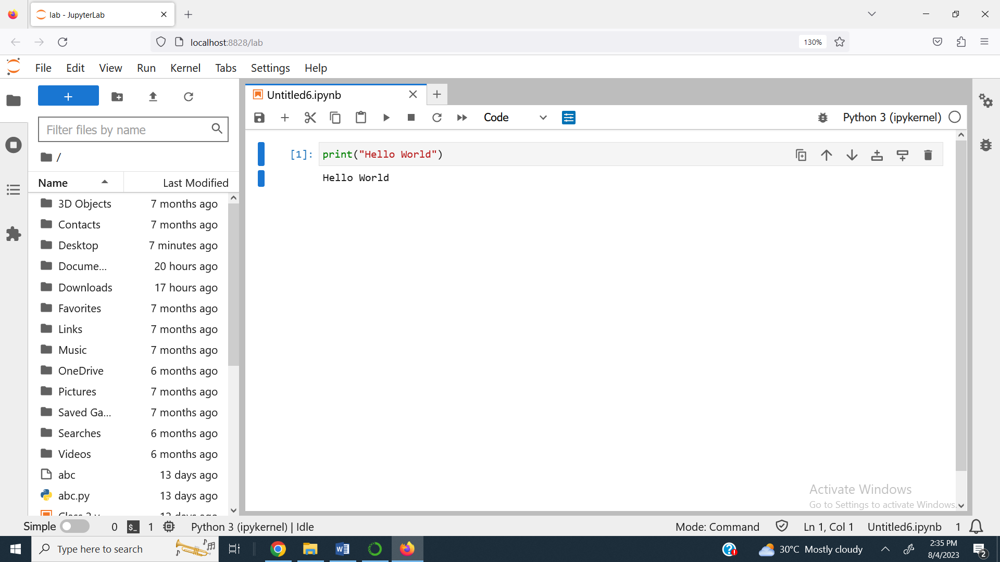 lab - JupyterLab
localhost:8828/lab
130%
File Edit View Run Kernel Tabs Settings Help
Filter files by name
/
Name Last Modified
3D Objects 7 months ago
Contacts 7 months ago
Desktop 7 minutes ago
Docume... 20 hours ago
Downloads 17 hours ago
Favorites 7 months ago
Links 7 months ago
Music 7 months ago
OneDrive 6 months ago
Pictures 7 months ago
Saved Ga... 7 months ago
Searches 6 months ago
Videos 6 months ago
abc 13 days ago
abc.py 13 days ago
Untitled6.ipynb
Code
Python 3 (ipykernel)
[1]: print("Hello World")
Hello World
Activate Windows
Go to Settings to activate Windows.
Simple 0 $_ 1 Python 3 (ipykernel) | Idle
Mode: Command Ln 1, Col 1 Untitled6.ipynb 1
Type here to search
30°C Mostly cloudy
2:35 PM
8/4/2023
2